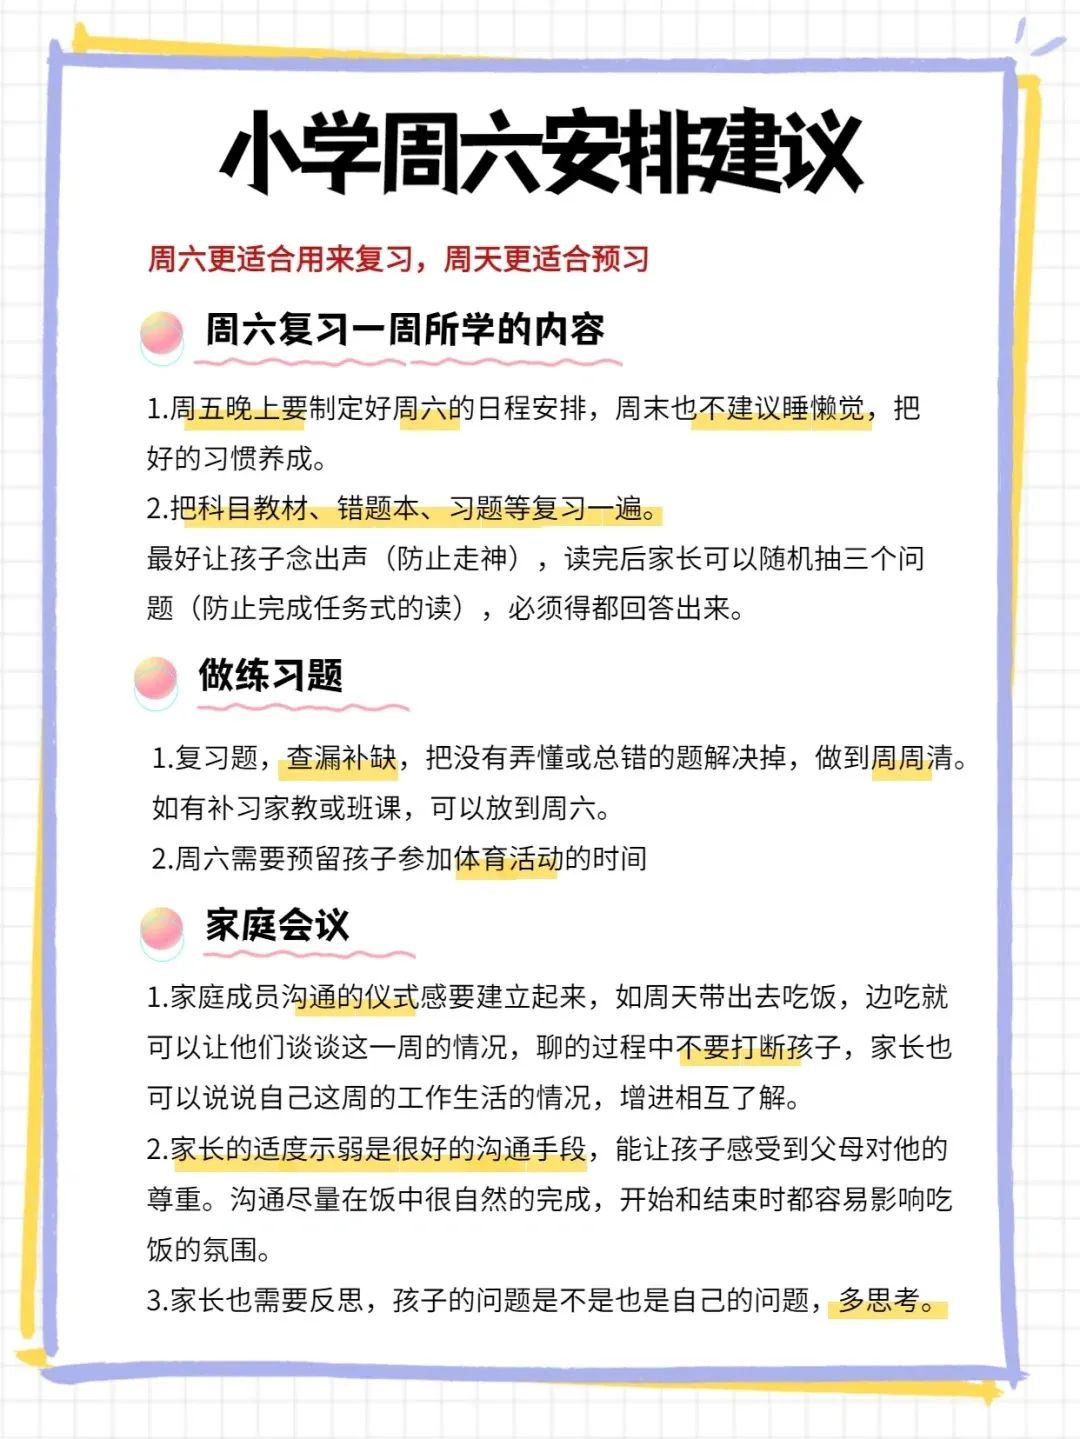 小学周六安排建议
周六更适合用来复习，周天更适合预习
周六复习一周所学的内容
1.周五晚上要制定好周六的日程安排，周末也不建议睡懒觉，把
好的习惯养成。
2.把科目教材、错题本、习题等复习一遍。
最好让孩子念出声（防止走神），读完后家长可以随机抽三个问
题（防止完成任务式的读），必须得都回答出来。
做练习题
1.复习题，查漏补缺，把没有弄懂或总错的题解决掉，做到周周清。
如有补习家教或班课，可以放到周六。
2.周六需要预留孩子参加体育活动的时间
家庭会议
1.家庭成员沟通的仪式感要建立起来，如周天带出去吃饭，边吃就
可以让他们谈谈这一周的情况，聊的过程中不要打断孩子，家长也
可以说说自己这周的工作生活的情况，增进相互了解。
2.家长的适度示弱是很好的沟通手段，能让孩子感受到父母对他的
尊重。沟通尽量在饭中很自然的完成，开始和结束时都容易影响吃
饭的氛围。
3.家长也需要反思，孩子的问题是不是也是自己的问题，多思考。